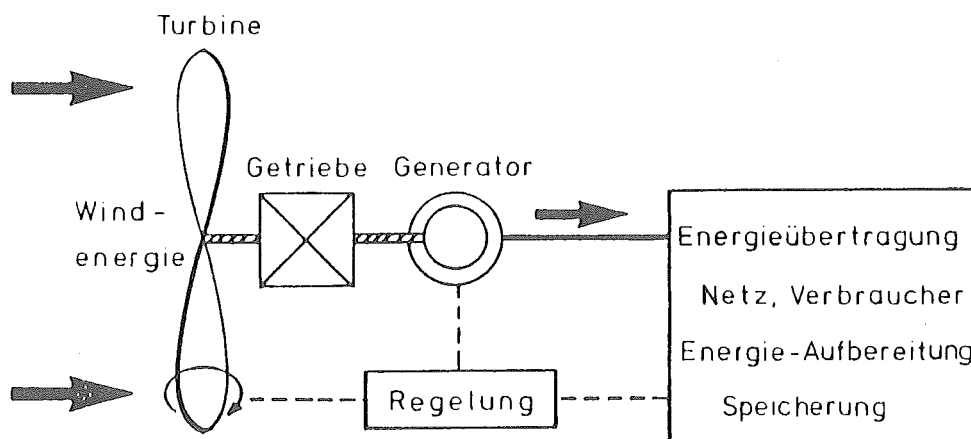 Turbine
Getriebe Generator
Wind-
energie
Energieübertragung
Netz, Verbraucher
Energie-Aufbereitung
Speicherung
Regelung